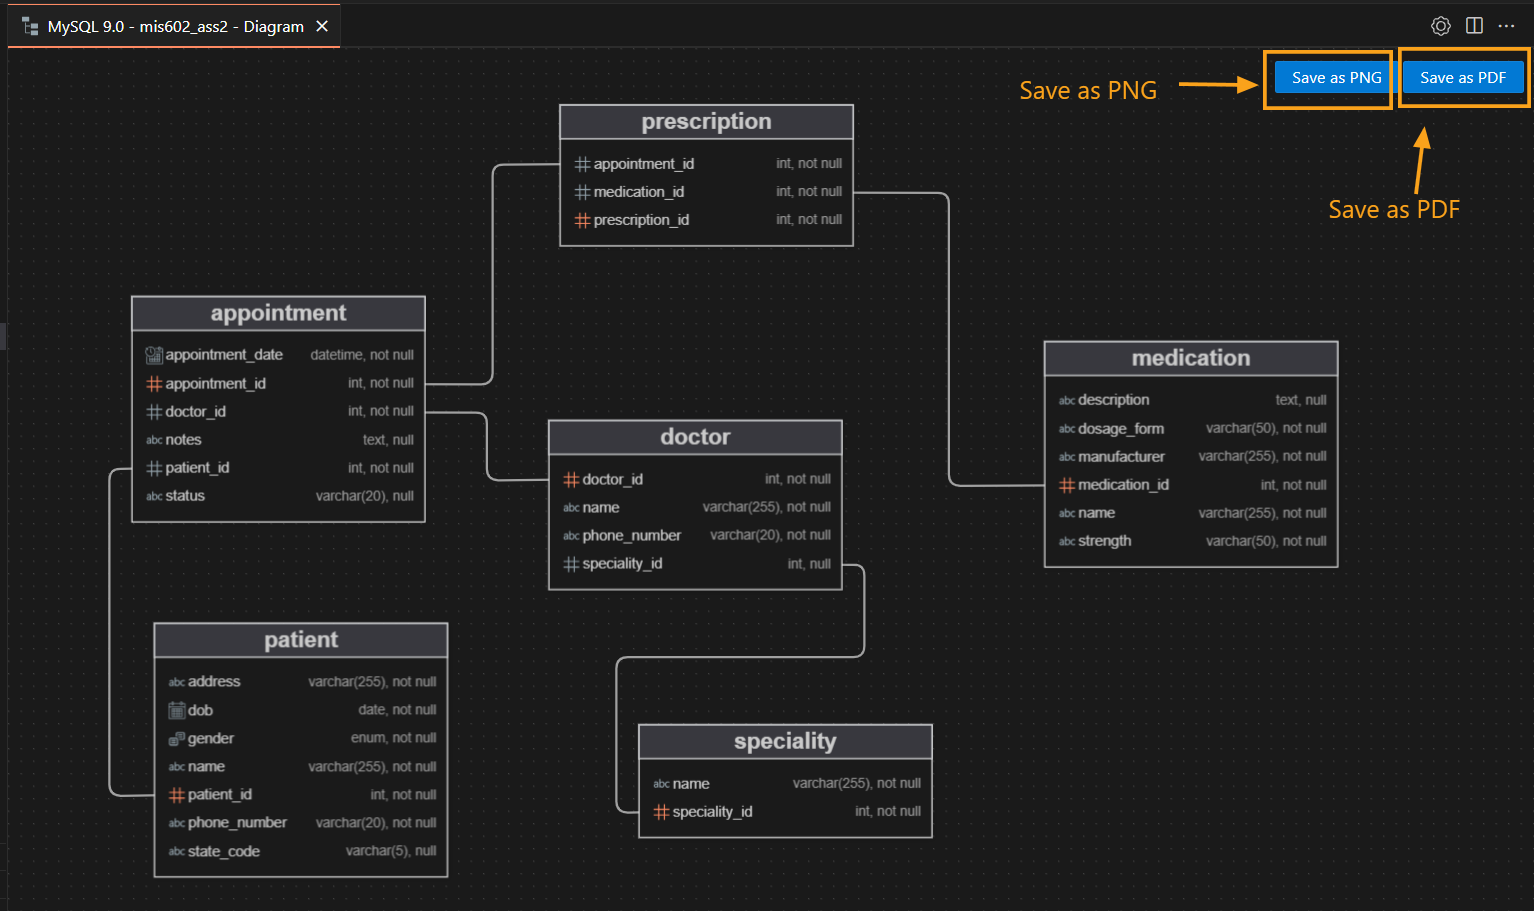 MySQL 9.0 - mis602_ass2 - Diagram
Save as PNG
Save as PDF
Save as PNG
Save as PDF
prescription
appointment_id int, not null
medication_id int, not null
prescription_id int, not null
appointment
appointment_date datetime, not null
appointment_id int, not null
doctor_id int, not null
abc notes text, null
patient_id int, not null
abc status varchar(20), null
medication
abc description text, null
abc dosage_form varchar(50), not null
abc manufacturer varchar(255), not null
medication_id int, not null
abc name varchar(255), not null
abc strength varchar(50), not null
doctor
doctor_id int, not null
abc name varchar(255), not null
abc phone_number varchar(20), not null
speciality_id int, null
patient
abc address varchar(255), not null
dob date, not null
gender enum, not null
abc name varchar(255), not null
patient_id int, not null
abc phone_number varchar(20), not null
abc state_code varchar(5), null
speciality
abc name varchar(255), not null
speciality_id int, not null